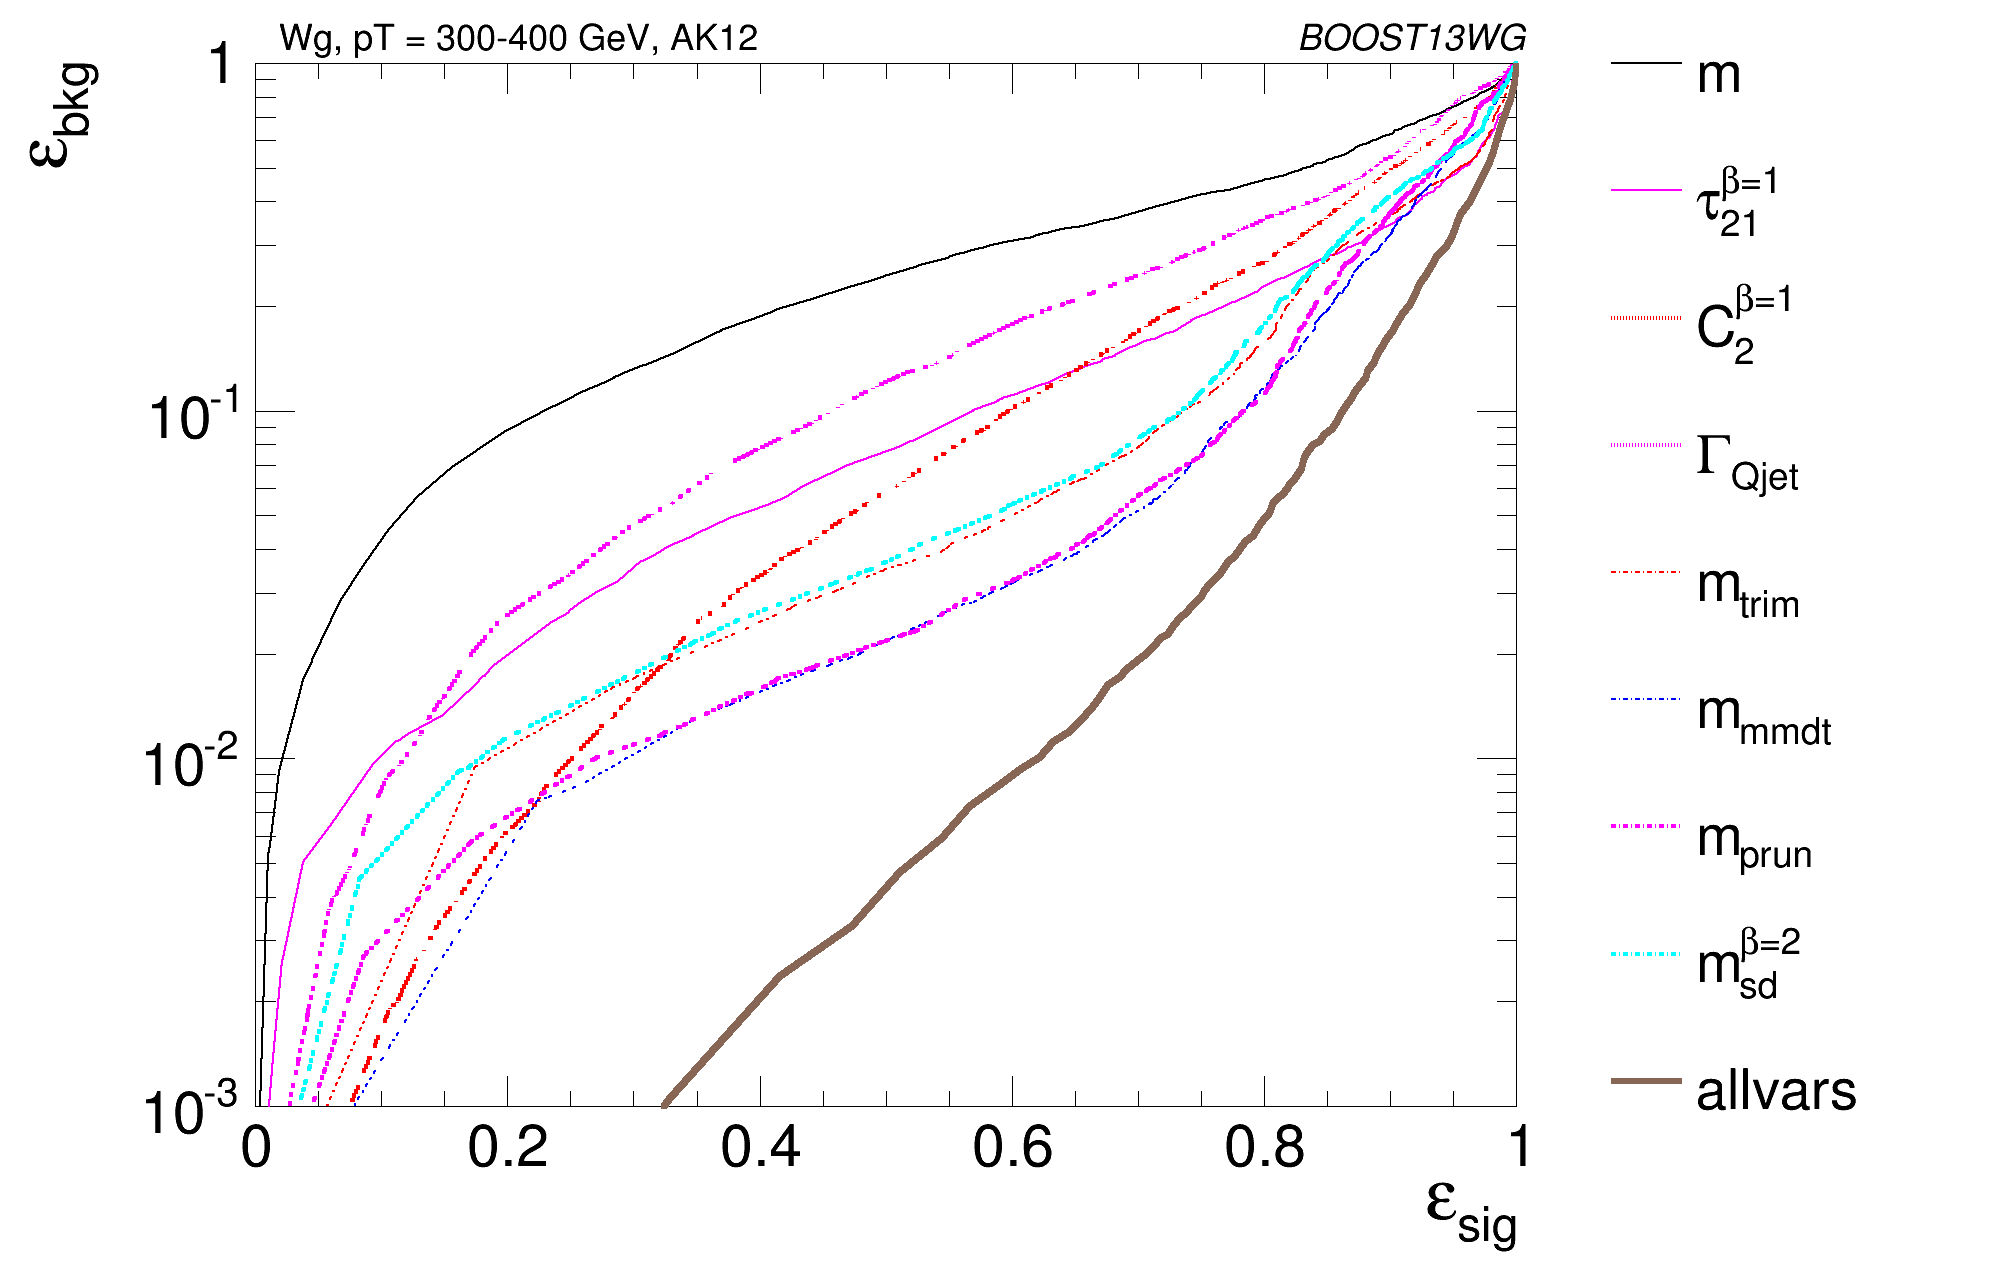 Wg, pT = 300-400 GeV, AK12
BOOST13WG
ε_bkg
1
10^-1
10^-2
10^-3
0 0.2 0.4 0.6 0.8 1
ε_sig
m
τ_21^β=1
C_2^β=1
Γ_Qjet
m_trim
m_mmdt
m_prun
m_sd^β=2
allvars